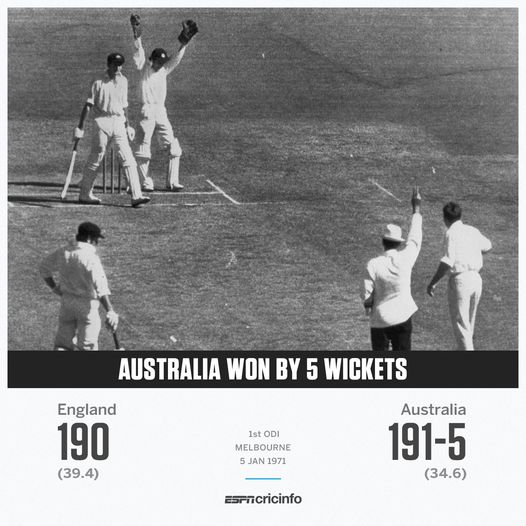 AUSTRALIA WON BY 5 WICKETS
England
190
(39.4)
1st ODI
MELBOURNE
5 JAN 1971
Australia
191-5
(34.6)
ESPNcricinfo